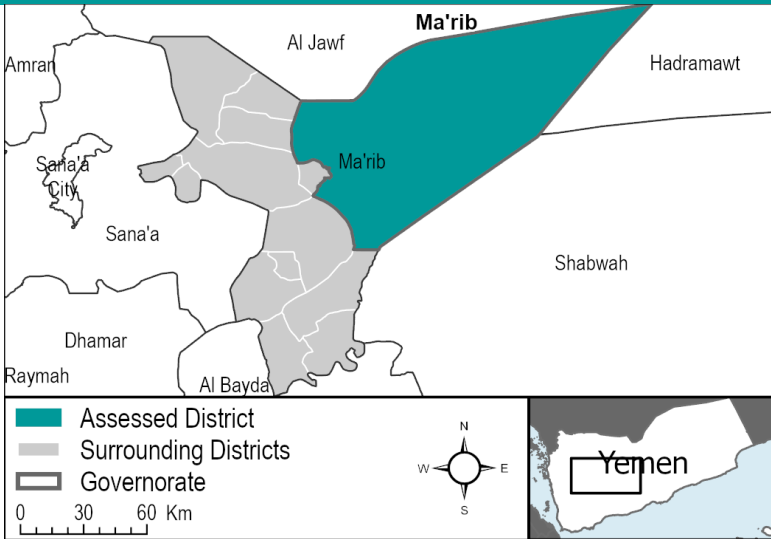 Ma'rib
Al Jawf
Hadramawt
Amran
Ma'rib
Sana'a
City
Sana'a
Shabwah
Dhamar
Raymah
Al Bayda
Assessed District
Surrounding Districts
Governorate
0 30 60 Km
N
W E
S
Yemen